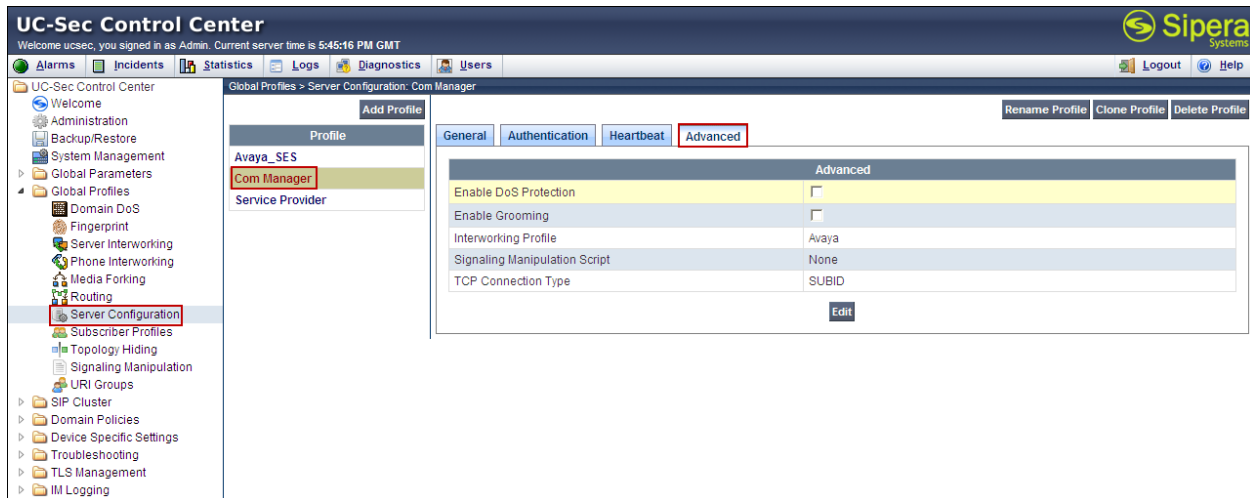 UC-Sec Control Center
Welcome ucsec, you signed in as Admin. Current server time is 5:45:16 PM GMT
Sipera
Systems
Alarms Incidents Statistics Logs Diagnostics Users Logout Help
UC-Sec Control Center
Welcome
Administration
Backup/Restore
System Management
Global Parameters
Global Profiles
Domain DoS
Fingerprint
Server Interworking
Phone Interworking
Media Forking
Routing
Server Configuration
Subscriber Profiles
Topology Hiding
Signaling Manipulation
URI Groups
SIP Cluster
Domain Policies
Device Specific Settings
Troubleshooting
TLS Management
IM Logging
Global Profiles > Server Configuration: Com Manager
Add Profile
Profile
Avaya_SES
Com Manager
Service Provider
Rename Profile Clone Profile Delete Profile
General Authentication Heartbeat Advanced
Advanced
Enable DoS Protection
Enable Grooming
Interworking Profile Avaya
Signaling Manipulation Script None
TCP Connection Type SUBID
Edit